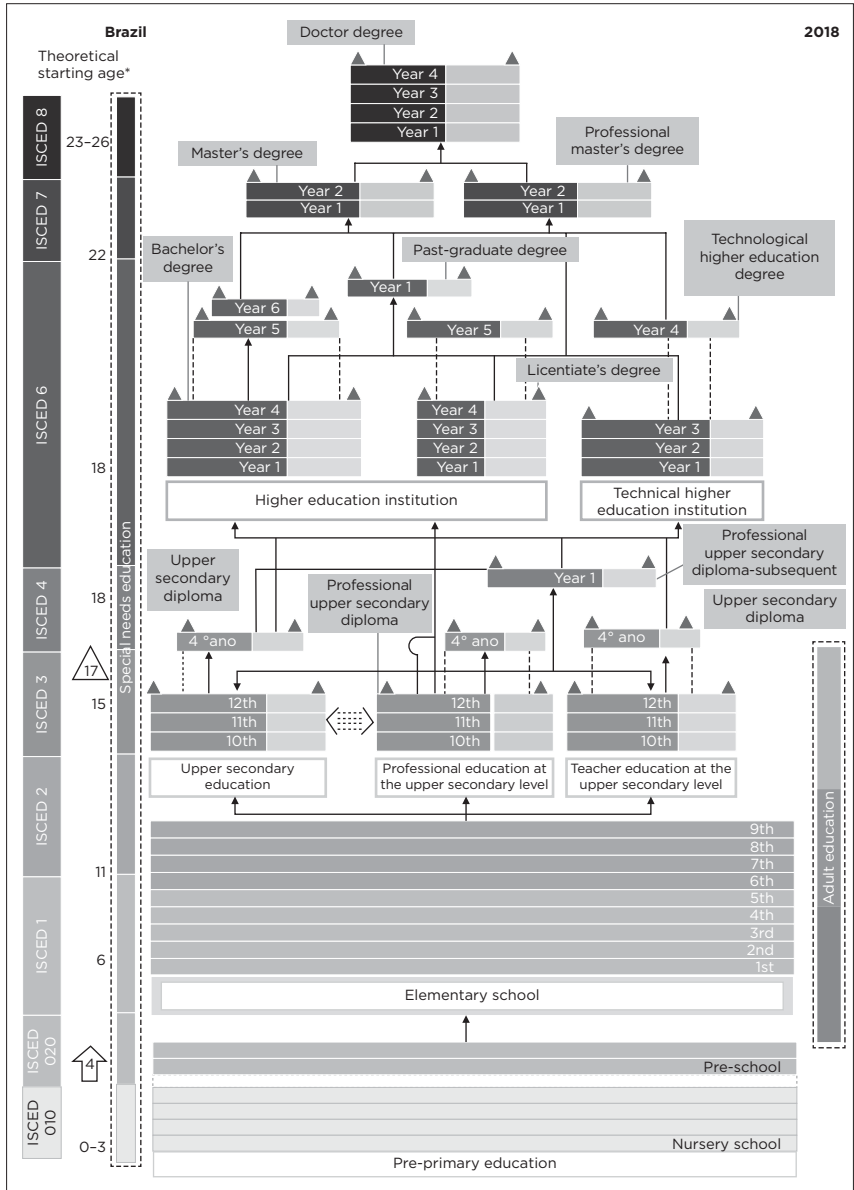 Brazil
2018
Theoretical
starting age*
Doctor degree
Year 4
Year 3
Year 2
Year 1
ISCED 8
23–26
Master's degree
Professional
master's degree
Year 2
Year 1
Year 2
Year 1
ISCED 7
22
Bachelor's
degree
Past-graduate degree
Technological
higher education
degree
Year 1
Year 6
Year 5
Year 5
Year 4
Licentiate's degree
ISCED 6
Year 4
Year 3
Year 2
Year 1
Year 4
Year 3
Year 2
Year 1
Year 3
Year 2
Year 1
18
Higher education institution
Technical higher
education institution
Special needs education
Upper
secondary
diploma
Professional
upper secondary
diploma
Year 1
Professional
upper secondary
diploma-subsequent
Upper secondary
diploma
ISCED 4
18
4 °ano
4° ano
4° ano
17
ISCED 3
15
12th
11th
10th
12th
11th
10th
12th
11th
10th
Upper secondary
education
Professional education at
the upper secondary level
Teacher education at the
upper secondary level
ISCED 2
11
9th
8th
7th
6th
5th
4th
3rd
2nd
1st
ISCED 1
6
Adult education
Elementary school
ISCED
020
4
Pre-school
ISCED
010
0–3
Nursery school
Pre-primary education